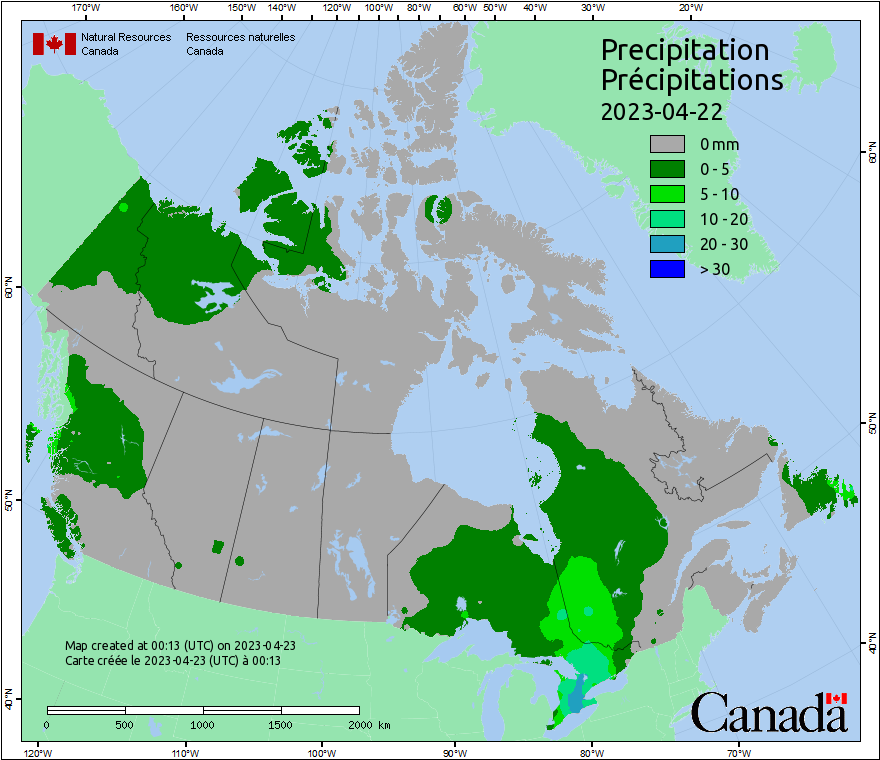 170°W 160°W 150°W 140°W 130°W 120°W 110°W 100°W 90°W 80°W 60°W 50°W 40°W 30°W 20°W
Natural Resources Canada
Ressources naturelles Canada
Precipitation
Précipitations
2023-04-22
0 mm
0 - 5
5 - 10
10 - 20
20 - 30
> 30
60°N
50°N
40°N
60°N
50°N
40°N
Map created at 00:13 (UTC) on 2023-04-23
Carte créée le 2023-04-23 (UTC) à 00:13
0 500 1000 1500 2000 km
Canada
120°W 110°W 100°W 90°W 80°W 70°W